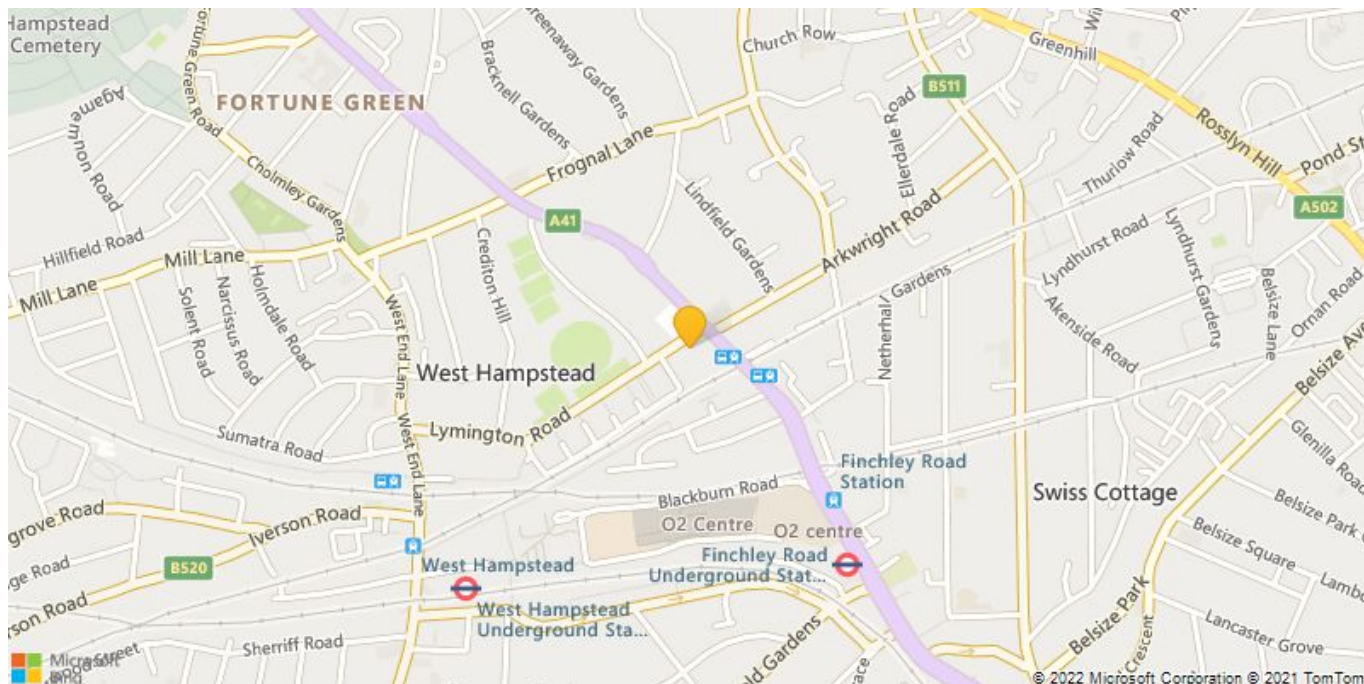 Hampstead
Cemetery
Fortune Green Road
Greenaway Gardens
Bracknell Gardens
Church Row
Greenhill
B511
FORTUNE GREEN
Agamemnon Road
Cholmley Gardens
Frognal Lane
Ellerdale Road
Rosslyn Hill
Thurlow Road
Pond St
A502
A41
Lindfield Gardens
Arkwright Road
Lyndhurst Road
Lyndhurst Gardens
Belsize Lane
Ornan Road
Hillfield Road
Mill Lane
Mill Lane
Solent Road
Narcissus Road
Holmdale Road
Crediton Hill
Netherhal/ Gardens
Akenside Road
Belsize Ave
West End Lane
West Hampstead
Lymington Road
Sumatra Road
West End Lane
Glenilla Road
Finchley Road
Station
Swiss Cottage
Blackburn Road
O2 Centre
O2 centre
Belsize Park
grove Road
Iverson Road
Belsize Square
B520
West Hampstead
Finchley Road
Underground Stat...
West Hampstead
Underground Sta...
Sherriff Road
Belsize Park
Lancaster Grove
Crescent
Microsoft
Bing
© 2022 Microsoft Corporation © 2021 TomTom